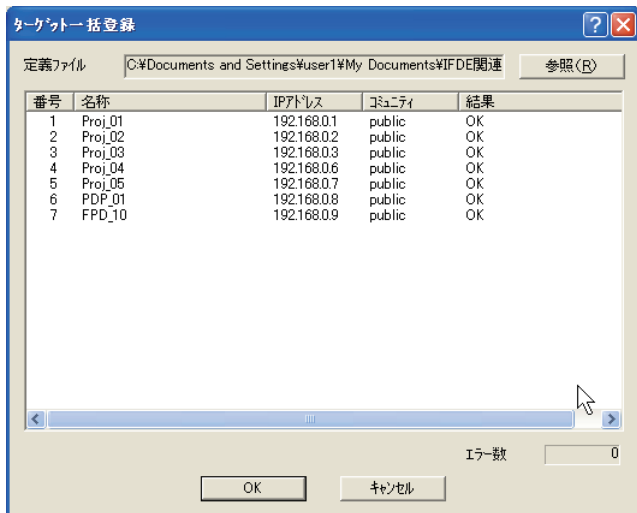 ﾀｰｹﾞｯﾄ一括登録
定義ﾌｧｲﾙ C:¥Documents and Settings¥user1¥My Documents¥IFDE関連 参照(R)
番号 名称 IPｱﾄﾞﾚｽ ｺﾐｭﾆﾃｨ 結果
1 Proj_01 192.168.0.1 public OK
2 Proj_02 192.168.0.2 public OK
3 Proj_03 192.168.0.3 public OK
4 Proj_04 192.168.0.6 public OK
5 Proj_05 192.168.0.7 public OK
6 PDP_01 192.168.0.8 public OK
7 FPD_10 192.168.0.9 public OK
ｴﾗｰ数 0
OK ｷｬﾝｾﾙ